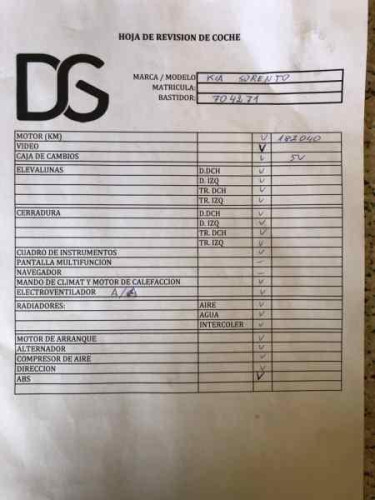 HOJA DE REVISION DE COCHE
DS
MARCA / MODELO KIA SORENTO
MATRICULA:
BASTIDOR: 704271
MOTOR (KM) V 182040
VIDEO V
CAJA DE CAMBIOS V 5V
ELEVALUNAS D.DCH V
D. IZQ V
TR. DCH V
TR. IZQ V
CERRADURA D.DCH V
D. IZQ V
TR. DCH V
TR. IZQ V
CUADRO DE INSTRUMENTOS V
PANTALLA MULTIFUNCION –
NAVEGADOR –
MANDO DE CLIMAT Y MOTOR DE CALEFACCION V
ELECTROVENTILADOR A/A V
RADIADORES: AIRE V
AGUA V
INTERCOLER V
MOTOR DE ARRANQUE V
ALTERNADOR V
COMPRESOR DE AIRE V
DIRECCION V
ABS V